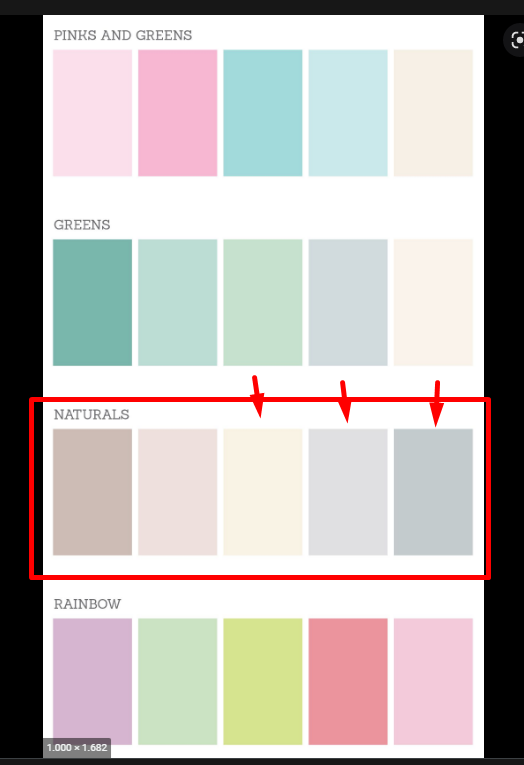 PINKS AND GREENS
GREENS
NATURALS
RAINBOW
1.000 × 1.682